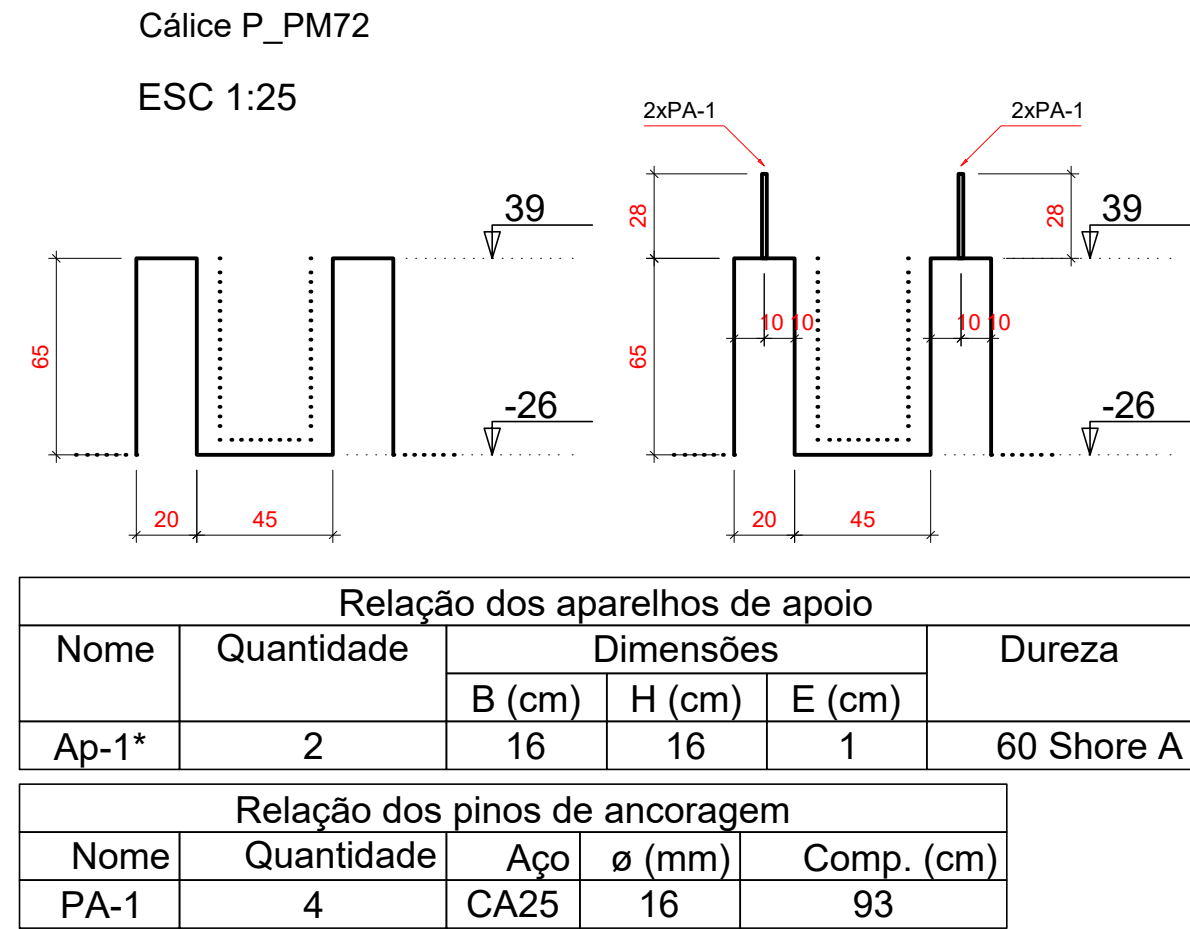 Cálice P_PM72
ESC 1:25
2xPA-1 2xPA-1
28 28
39 39
65 10 10 65 10 10
-26 -26
20 45 20 45
Relação dos aparelhos de apoio
Nome Quantidade Dimensões Dureza
B (cm) H (cm) E (cm)
Ap-1* 2 16 16 1 60 Shore A
Relação dos pinos de ancoragem
Nome Quantidade Aço ø (mm) Comp. (cm)
PA-1 4 CA25 16 93